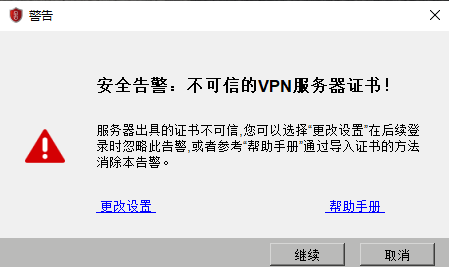 警告
安全告警：不可信的VPN服务器证书！
服务器出具的证书不可信,您可以选择“更改设置”在后续登
录时忽略此告警,或者参考“帮助手册”通过导入证书的方法
消除本告警。
更改设置 帮助手册
继续 取消